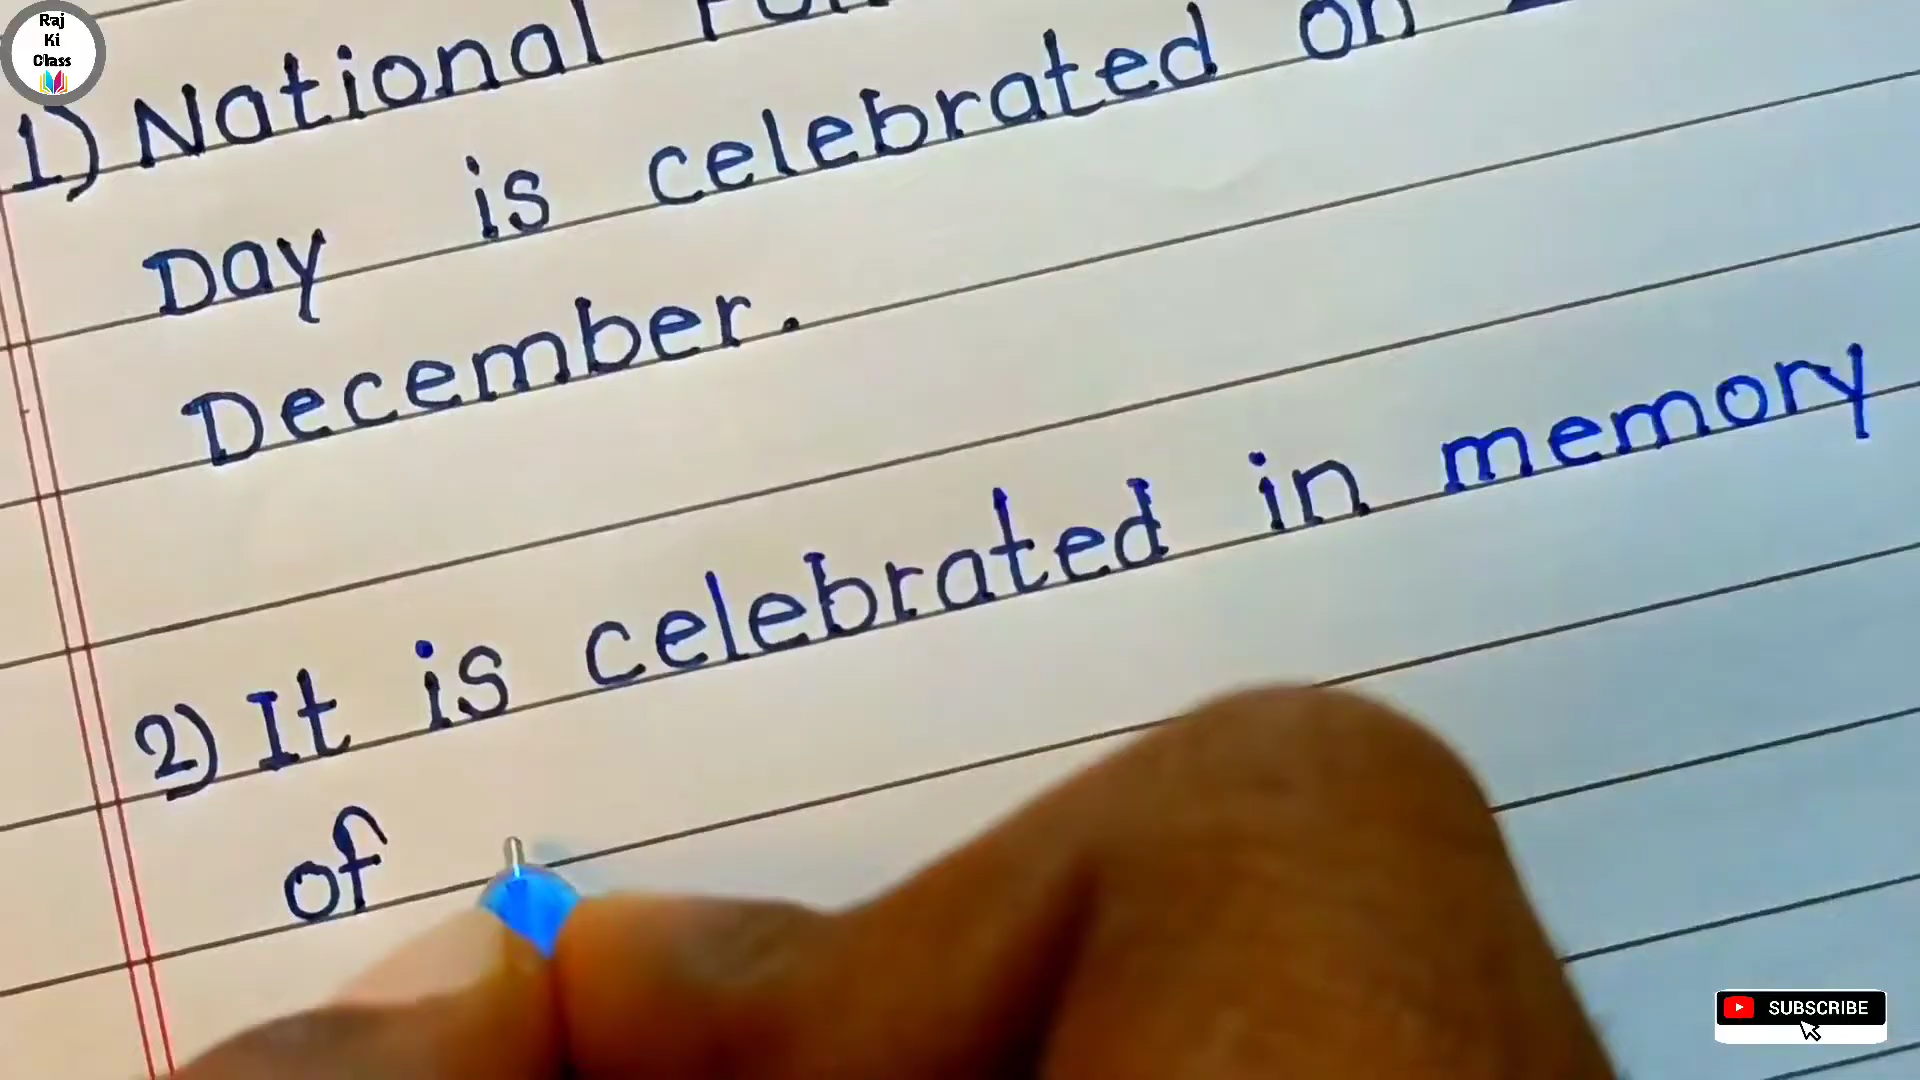 Raj
Ki
Class
1) National
Day is celebrated on
December.
2) It is celebrated in memory
of
SUBSCRIBE